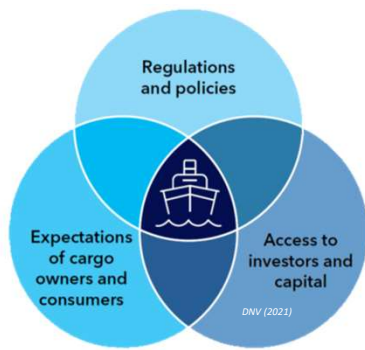 Regulations
and policies
Expectations
of cargo
owners and
consumers
Access to
investors and
capital
DNV (2021)